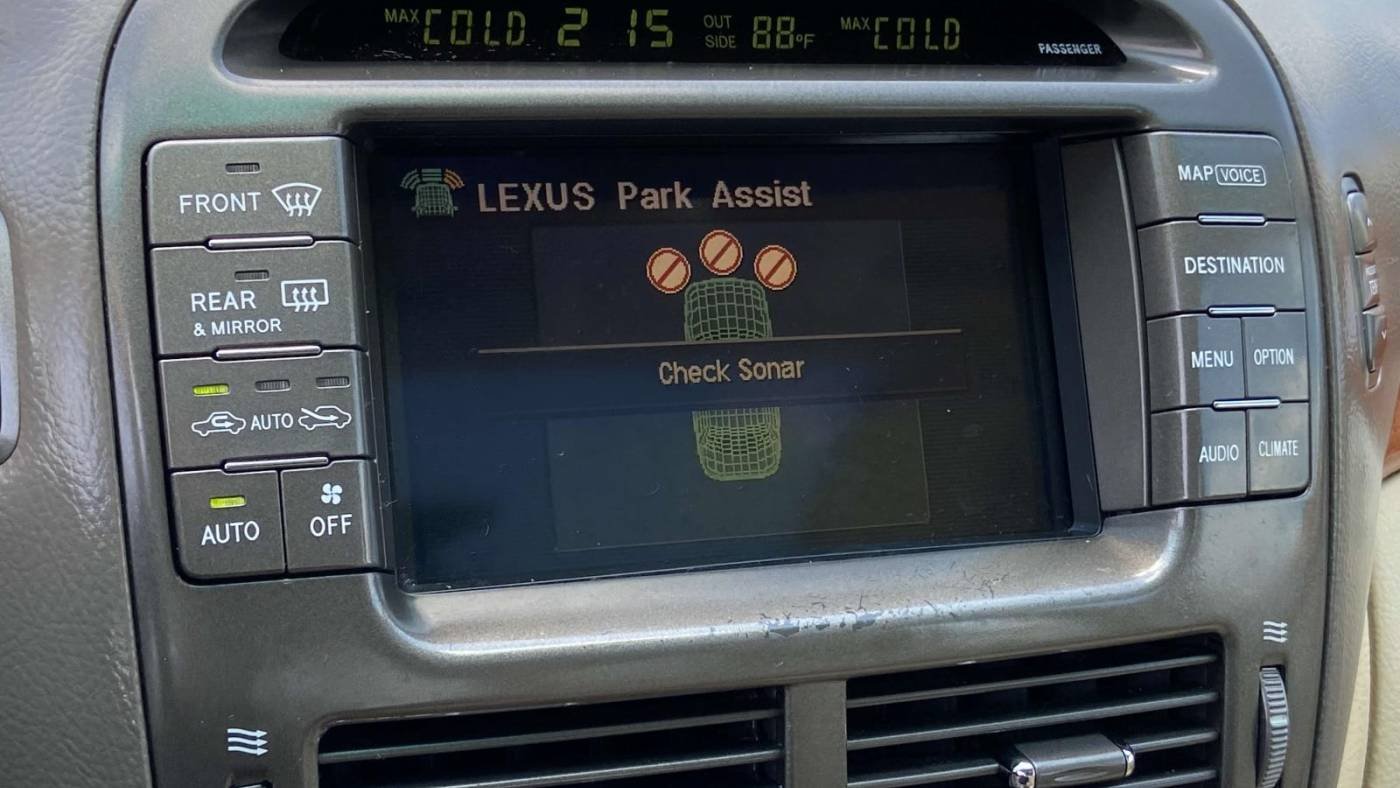 MAX COLD 2 15 OUT SIDE 88°F MAX COLD
PASSENGER
FRONT
REAR
& MIRROR
AUTO
AUTO
OFF
LEXUS Park Assist
Check Sonar
MAP VOICE
DESTINATION
MENU
OPTION
AUDIO
CLIMATE